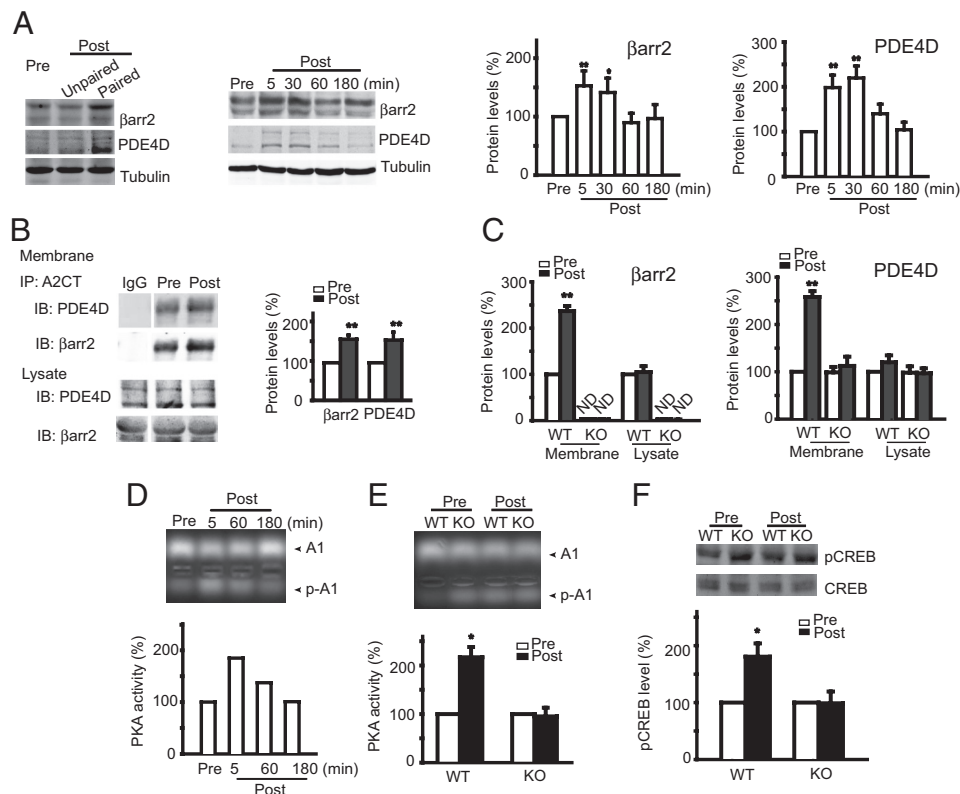 A
Post
Pre
Unpaired
Paired
βarr2
PDE4D
Tubulin
Post
Pre 5 30 60 180 (min)
βarr2
PDE4D
Tubulin
βarr2
Protein levels (%)
200
100
0
** *
Pre 5 30 60 180 (min)
Post
PDE4D
Protein levels (%)
300
200
100
0
** **
Pre 5 30 60 180 (min)
Post
B
Membrane
IP: A2CT IgG Pre Post
IB: PDE4D
IB: βarr2
Lysate
IB: PDE4D
IB: βarr2
Pre
Post
Protein levels (%)
200
100
0
** **
βarr2 PDE4D
C
Pre
Post
βarr2
Protein levels (%)
300
200
100
0
**
ND ND ND ND
WT KO WT KO
Membrane Lysate
Pre
Post
PDE4D
Protein levels (%)
300
200
100
0
**
WT KO WT KO
Membrane Lysate
D
Post
Pre 5 60 180 (min)
A1
p-A1
PKA activity (%)
200
100
0
Pre 5 60 180 (min)
Post
E
Pre Post
WT KO WT KO
A1
p-A1
Pre
Post
PKA activity (%)
200
100
0
*
WT KO
F
Pre Post
WT KO WT KO
pCREB
CREB
Pre
Post
pCREB level (%)
200
100
0
*
WT KO